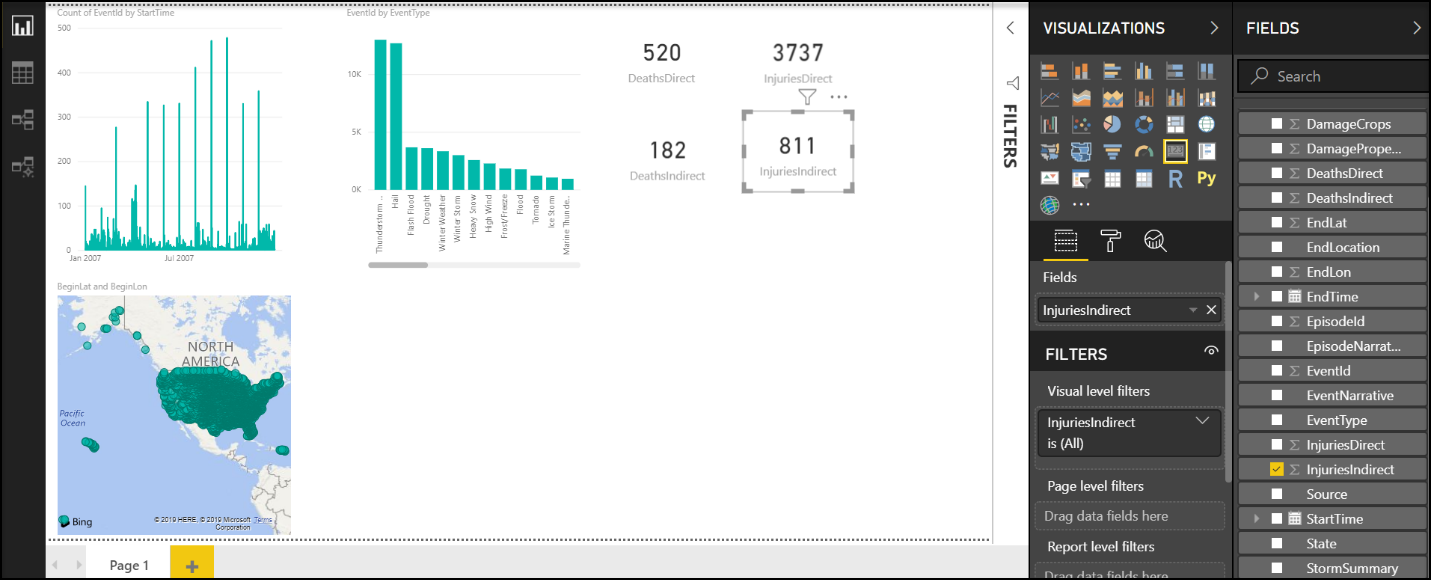 Count of EventId by StartTime
500
400
300
200
100
0
Jan 2007
Jul 2007
EventId by EventType
10K
5K
0K
Thunderstorm ...
Hail
Flash Flood
Drought
Winter Weather
Winter Storm
Heavy Snow
High Wind
Frost/Freeze
Flood
Tornado
Ice Storm
Marine Thunde...
520
DeathsDirect
3737
InjuriesDirect
182
DeathsIndirect
811
InjuriesIndirect
BeginLat and BeginLon
NORTH
AMERICA
Pacific
Ocean
Bing
© 2019 HERE, © 2019 Microsoft
Corporation
Terms
Page 1
FILTERS
VISUALIZATIONS
R
Py
Fields
InjuriesIndirect
FILTERS
Visual level filters
InjuriesIndirect
is (All)
Page level filters
Drag data fields here
Report level filters
Drag data fields here
FIELDS
Search
DamageCrops
DamagePrope...
DeathsDirect
DeathsIndirect
EndLat
EndLocation
EndLon
EndTime
EpisodeId
EpisodeNarrat...
EventId
EventNarrative
EventType
InjuriesDirect
InjuriesIndirect
Source
StartTime
State
StormSummary